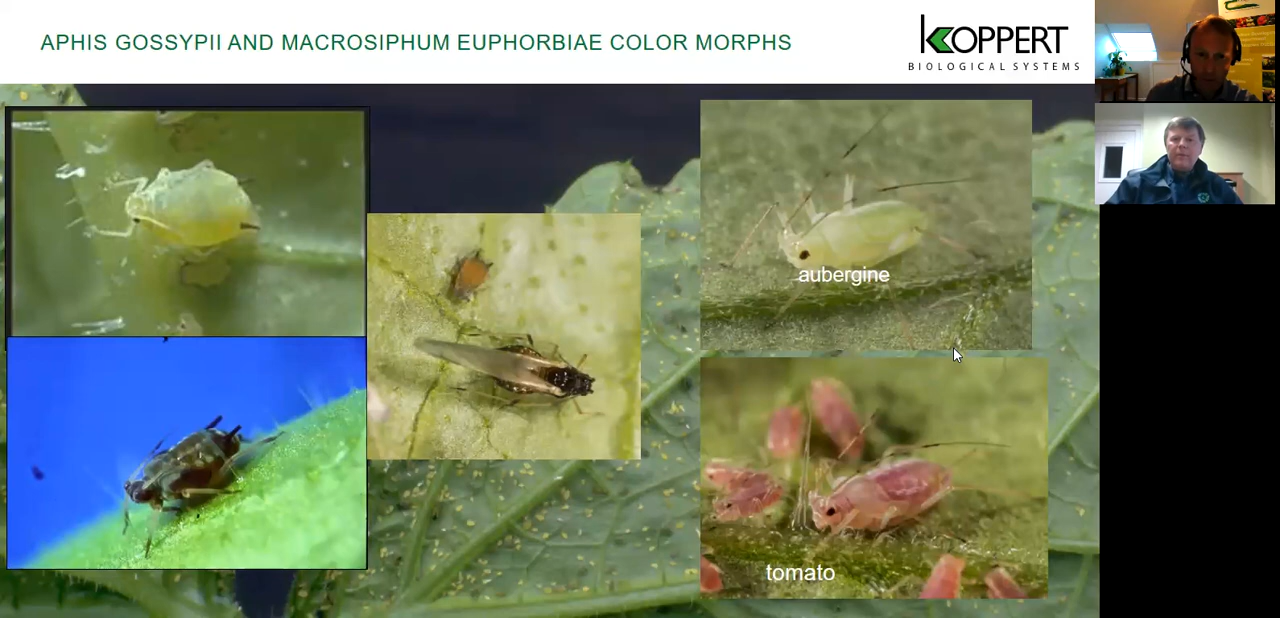 APHIS GOSSYPII AND MACROSIPHUM EUPHORBIAE COLOR MORPHS
KOPPERT
BIOLOGICAL SYSTEMS
aubergine
tomato